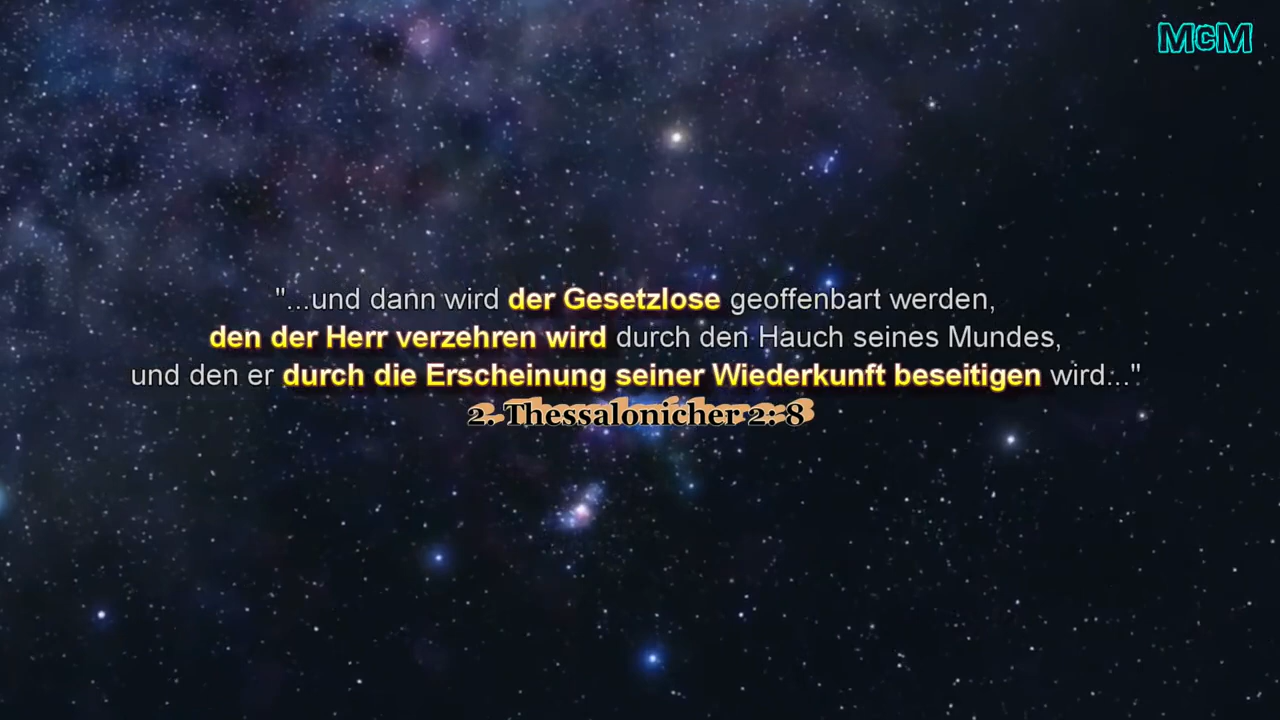 McM
"...und dann wird der Gesetzlose geoffenbart werden,
den der Herr verzehren wird durch den Hauch seines Mundes,
und den er durch die Erscheinung seiner Wiederkunft beseitigen wird..."
2. Thessalonicher 2: 8